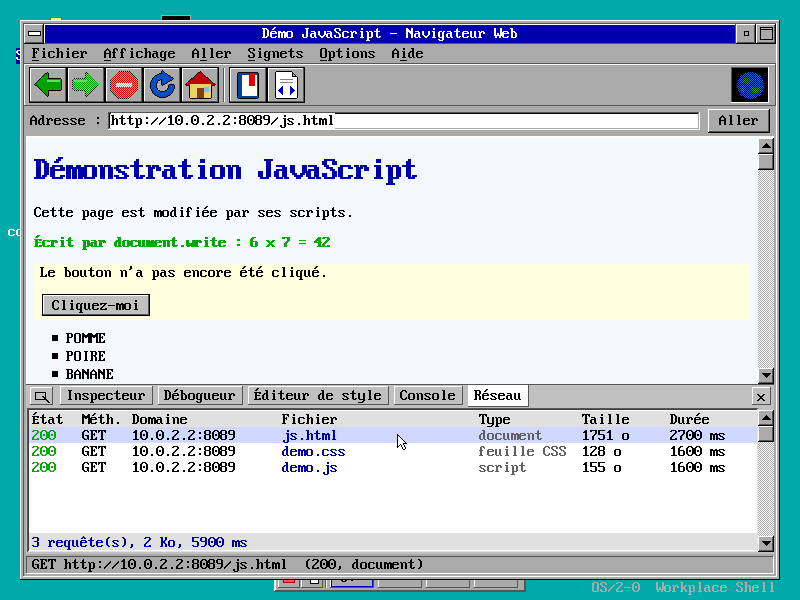 Démo JavaScript - Navigateur Web
Fichier Affichage Aller Signets Options Aide
Adresse : http://10.0.2.2:8089/js.html Aller
Démonstration JavaScript
Cette page est modifiée par ses scripts.
Écrit par document.write : 6 x 7 = 42
Le bouton n'a pas encore été cliqué.
Cliquez-moi
POMME
POIRE
BANANE
Inspecteur Débogueur Éditeur de style Console Réseau
État Méth. Domaine Fichier Type Taille Durée
200 GET 10.0.2.2:8089 js.html document 1751 o 2700 ms
200 GET 10.0.2.2:8089 demo.css feuille CSS 128 o 1600 ms
200 GET 10.0.2.2:8089 demo.js script 155 o 1600 ms
3 requête(s), 2 Ko, 5900 ms
GET http://10.0.2.2:8089/js.html (200, document)
OS/2-0 Workplace Shell